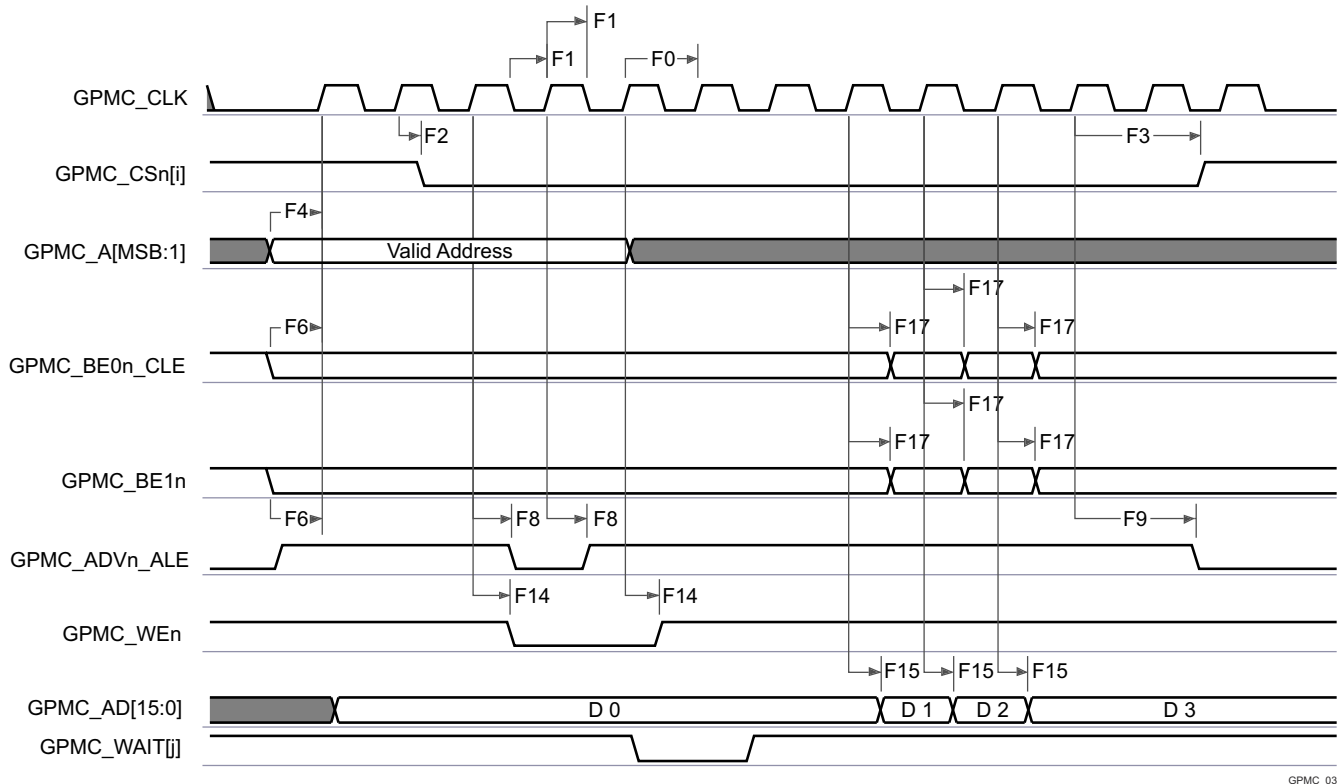 F1
F1
F0
GPMC_CLK
F2
F3
GPMC_CSn[i]
F4
GPMC_A[MSB:1]
Valid Address
F17
F6
F17
F17
GPMC_BE0n_CLE
F17
F17
F17
GPMC_BE1n
F6
F8
F8
F9
GPMC_ADVn_ALE
F14
F14
GPMC_WEn
F15
F15
F15
GPMC_AD[15:0]
D 0
D 1
D 2
D 3
GPMC_WAIT[j]
GPMC_03